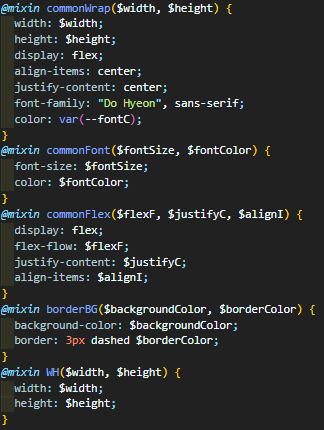 @mixin commonWrap($width, $height) {
width: $width;
height: $height;
display: flex;
align-items: center;
justify-content: center;
font-family: "Do Hyeon", sans-serif;
color: var(--fontC);
}
@mixin commonFont($fontSize, $fontColor) {
font-size: $fontSize;
color: $fontColor;
}
@mixin commonFlex($flexF, $justifyC, $alignI) {
display: flex;
flex-flow: $flexF;
justify-content: $justifyC;
align-items: $alignI;
}
@mixin borderBG($backgroundColor, $borderColor) {
background-color: $backgroundColor;
border: 3px dashed $borderColor;
}
@mixin WH($width, $height) {
width: $width;
height: $height;
}